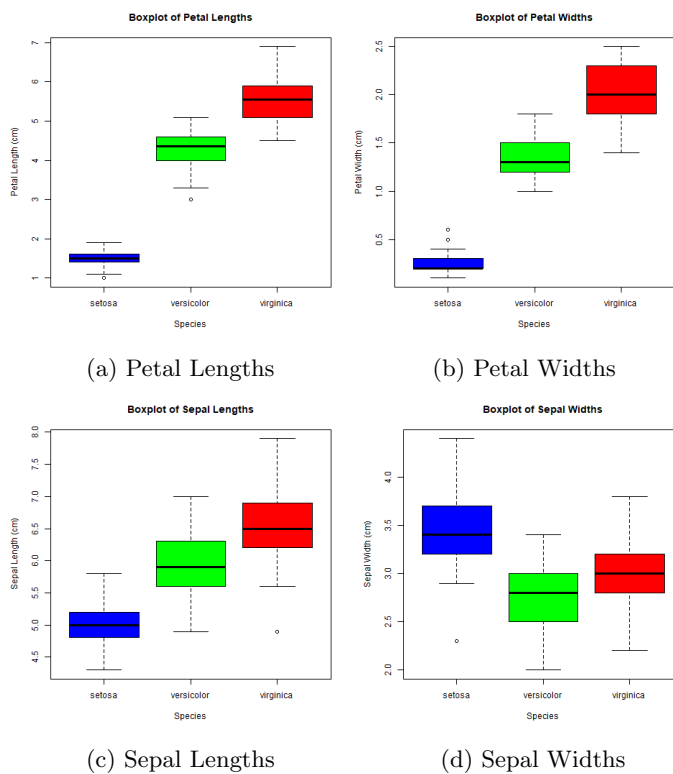 Boxplot of Petal Lengths
Petal Length (cm)
7
6
5
4
3
2
1
setosa versicolor virginica
Species
(a) Petal Lengths
Boxplot of Petal Widths
Petal Width (cm)
2.5
2.0
1.5
1.0
0.5
setosa versicolor virginica
Species
(b) Petal Widths
Boxplot of Sepal Lengths
Sepal Length (cm)
8.0
7.5
7.0
6.5
6.0
5.5
5.0
4.5
setosa versicolor virginica
Species
(c) Sepal Lengths
Boxplot of Sepal Widths
Sepal Width (cm)
4.0
3.5
3.0
2.5
2.0
setosa versicolor virginica
Species
(d) Sepal Widths